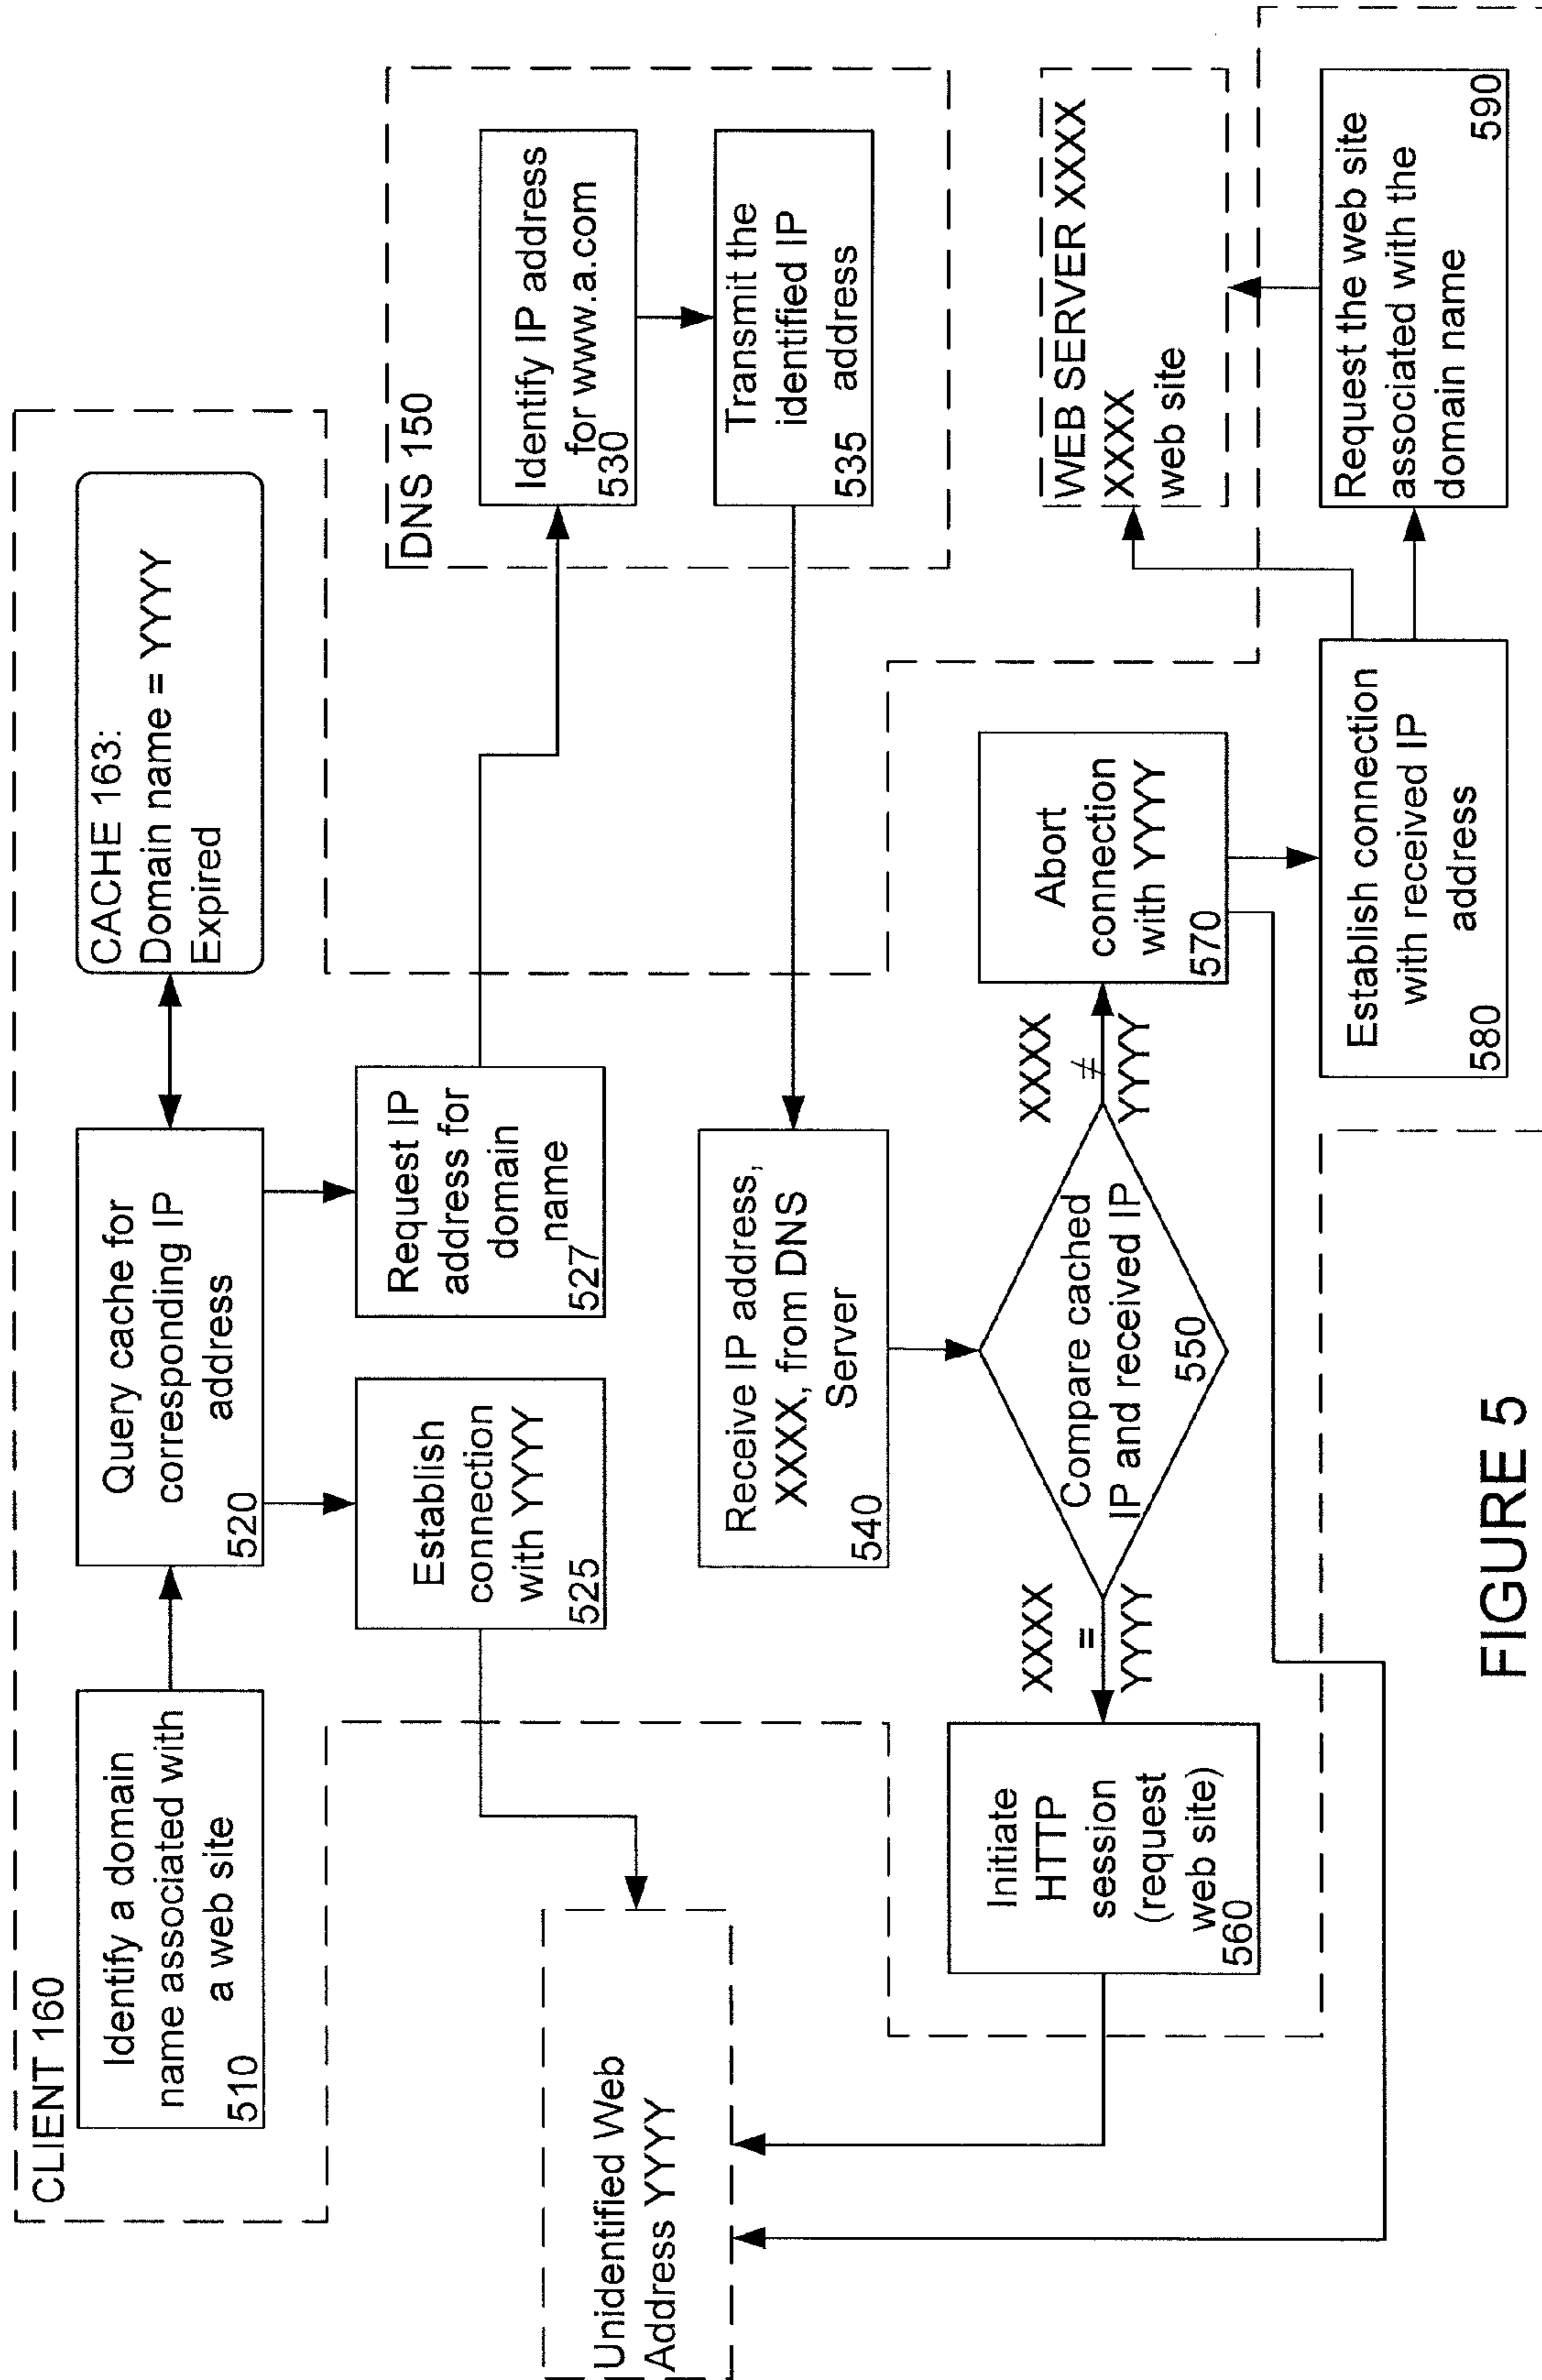 CLIENT 160
Identify a domain
name associated with
a web site
510
Query cache for
corresponding IP
address
520
CACHE 163:
Domain name = YYYY
Expired
Establish
connection
with YYYY
525
Request IP
address for
domain
name
527
DNS 150
Identify IP address
for www.a.com
530
Transmit the
identified IP
address
535
Unidentified Web
Address YYYY
Receive IP address,
XXXX, from DNS
Server
540
Compare cached
IP and received IP
550
XXXX
=
YYYY
XXXX
≠
YYYY
Initiate
HTTP
session
(request
web site)
560
Abort
connection
with YYYY
570
WEB SERVER XXXX
XXXX
web site
Establish connection
with received IP
address
580
Request the web site
associated with the
domain name
590
FIGURE 5